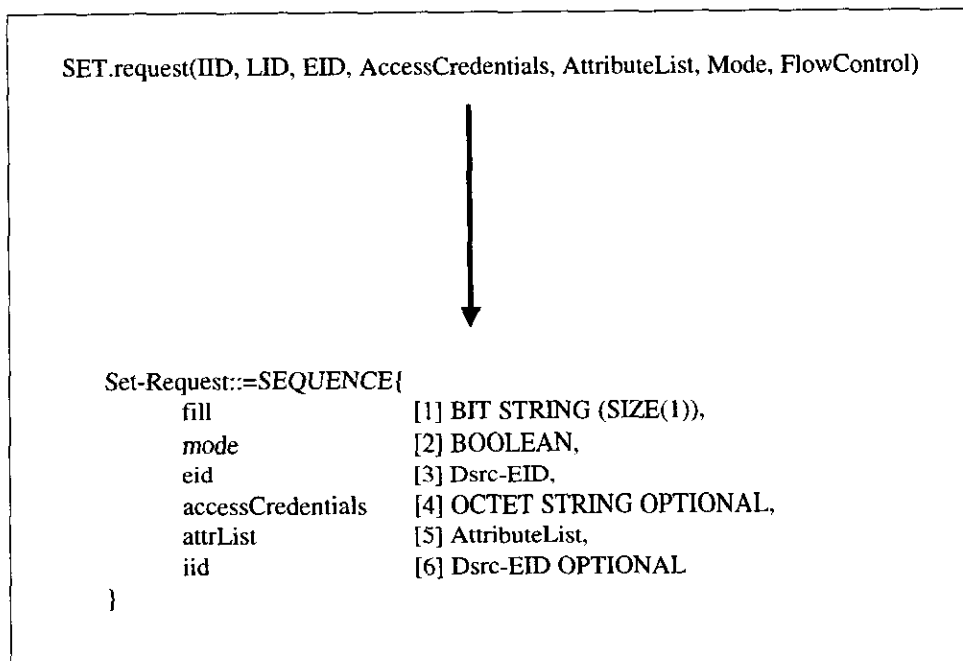 SET.request(IID, LID, EID, AccessCredentials, AttributeList, Mode, FlowControl)
Set-Request::=SEQUENCE{
fill [1] BIT STRING (SIZE(1)),
mode [2] BOOLEAN,
eid [3] Dsrc-EID,
accessCredentials [4] OCTET STRING OPTIONAL,
attrList [5] AttributeList,
iid [6] Dsrc-EID OPTIONAL
}